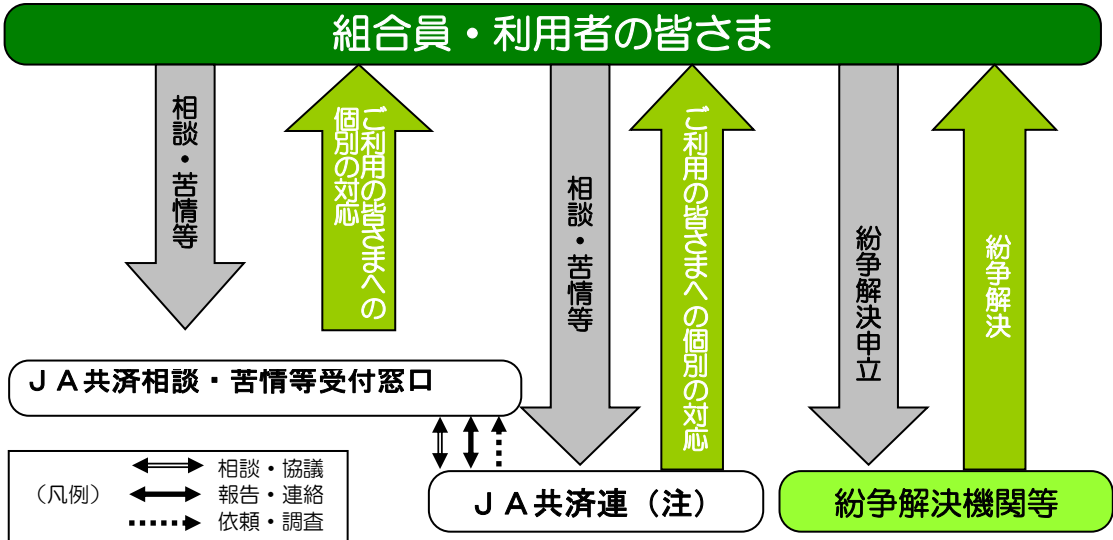 組合員・利用者の皆さま
相談・苦情等
ご利用の皆さまへの
個別の対応
相談・苦情等
ご利用の皆さまへの個別の対応
紛争解決申立
紛争解決
ＪＡ共済相談・苦情等受付窓口
（凡例）
相談・協議
報告・連絡
依頼・調査
ＪＡ共済連（注）
紛争解決機関等